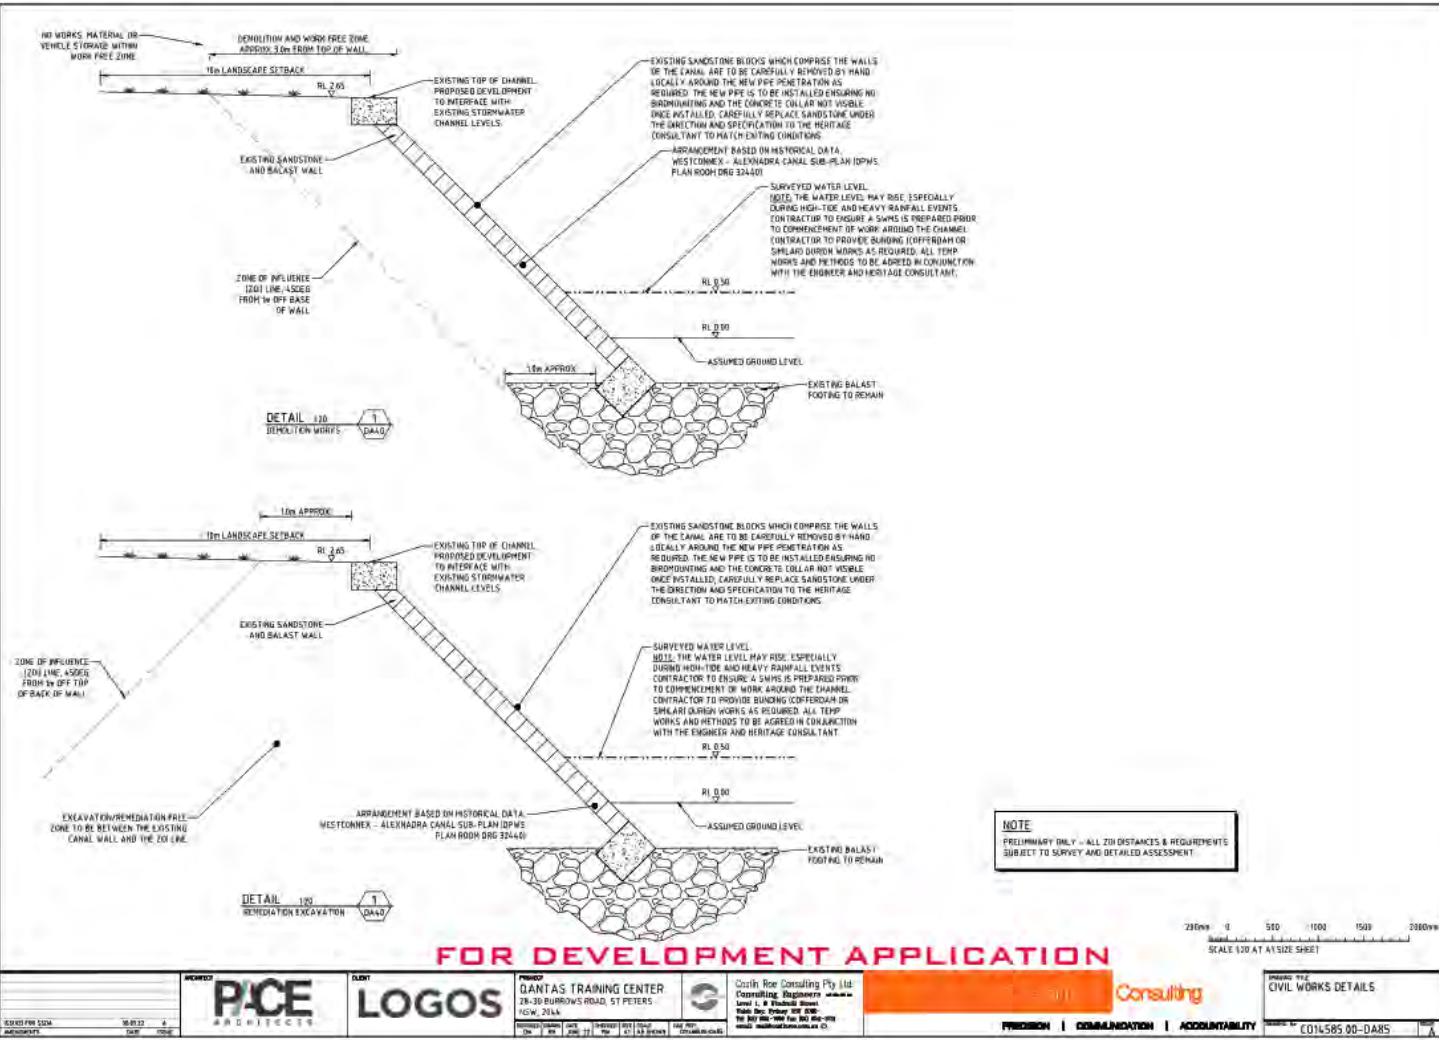 NO WORKS, MATERIAL OR
VEHICLE STORAGE WITHIN
WORK FREE ZONE.
DEMOLITION AND WORK FREE ZONE
APPROX 3.0m FROM TOP OF WALL.
10m LANDSCAPE SETBACK
RL 2.65
EXISTING TOP OF CHANNEL.
PROPOSED DEVELOPMENT
TO INTERFACE WITH
EXISTING STORMWATER
CHANNEL LEVELS.
EXISTING SANDSTONE
AND BALAST WALL
EXISTING SANDSTONE BLOCKS WHICH COMPRISE THE WALLS
OF THE CANAL ARE TO BE CAREFULLY REMOVED BY HAND
LOCALLY AROUND THE NEW PIPE PENETRATION AS
REQUIRED. THE NEW PIPE IS TO BE INSTALLED ENSURING NO
BIRDMOUNTING AND THE CONCRETE COLLAR NOT VISIBLE
ONCE INSTALLED, CAREFULLY REPLACE SANDSTONE UNDER
THE DIRECTION AND SPECIFICATION TO THE HERITAGE
CONSULTANT TO MATCH EXITING CONDITIONS.
ARRANGEMENT BASED ON HISTORICAL DATA.
WESTCONNEX - ALEXNADRA CANAL SUB-PLAN (DPWS
PLAN ROOM DRG 32440)
SURVEYED WATER LEVEL.
NOTE: THE WATER LEVEL MAY RISE, ESPECIALLY
DURING HIGH-TIDE AND HEAVY RAINFALL EVENTS.
CONTRACTOR TO ENSURE A SWMS IS PREPARED PRIOR
TO COMMENCEMENT OF WORK AROUND THE CHANNEL.
CONTRACTOR TO PROVIDE BUNDING (COFFERDAM OR
SIMILAR) DURIGN WORKS AS REQUIRED. ALL TEMP
WORKS AND METHODS TO BE AGREED IN CONJUNCTION
WITH THE ENGINEER AND HERITAGE CONSULTANT.
ZONE OF INFLUENCE
(ZOI) LINE, 45DEG
FROM 1m OFF BASE
OF WALL
RL 0.50
RL 0.00
ASSUMED GROUND LEVEL
1.0m APPROX
EXISTING BALAST
FOOTING TO REMAIN
DETAIL 1:20
DEMOLITION WORKS
1
DA40
1.0m APPROX
10m LANDSCAPE SETBACK
RL 2.65
EXISTING TOP OF CHANNEL.
PROPOSED DEVELOPMENT
TO INTERFACE WITH
EXISTING STORMWATER
CHANNEL LEVELS
EXISTING SANDSTONE
AND BALAST WALL
EXISTING SANDSTONE BLOCKS WHICH COMPRISE THE WALLS
OF THE CANAL ARE TO BE CAREFULLY REMOVED BY HAND
LOCALLY AROUND THE NEW PIPE PENETRATION AS
REQUIRED. THE NEW PIPE IS TO BE INSTALLED ENSURING NO
BIRDMOUNTING AND THE CONCRETE COLLAR NOT VISIBLE
ONCE INSTALLED, CAREFULLY REPLACE SANDSTONE UNDER
THE DIRECTION AND SPECIFICATION TO THE HERITAGE
CONSULTANT TO MATCH EXITING CONDITIONS.
ZONE OF INFLUENCE
(ZOI) LINE, 45DEG
FROM 1m OFF TOP
OF BACK OF WALL
SURVEYED WATER LEVEL.
NOTE: THE WATER LEVEL MAY RISE, ESPECIALLY
DURING HIGH-TIDE AND HEAVY RAINFALL EVENTS.
CONTRACTOR TO ENSURE A SWMS IS PREPARED PRIOR
TO COMMENCEMENT OF WORK AROUND THE CHANNEL.
CONTRACTOR TO PROVIDE BUNDING (COFFERDAM OR
SIMILAR) DURIGN WORKS AS REQUIRED. ALL TEMP
WORKS AND METHODS TO BE AGREED IN CONJUNCTION
WITH THE ENGINEER AND HERITAGE CONSULTANT.
RL 0.50
RL 0.00
ASSUMED GROUND LEVEL
EXCAVATION/REMEDIATION FREE
ZONE TO BE BETWEEN THE EXISTING
CANAL WALL AND THE ZOI LINE.
ARRANGEMENT BASED ON HISTORICAL DATA.
WESTCONNEX - ALEXNADRA CANAL SUB-PLAN (DPWS
PLAN ROOM DRG 32440)
EXISTING BALAST
FOOTING TO REMAIN
DETAIL 1:20
REMEDIATION EXCAVATION
1
DA40
NOTE
PRELIMINARY ONLY - ALL ZOI DISTANCES & REQUIREMENTS
SUBJECT TO SURVEY AND DETAILED ASSESSMENT
0 500 1000 1500 2000mm
SCALE 1:20 AT A1 SIZE SHEET
FOR DEVELOPMENT APPLICATION
ISSUED FOR SSDA
AMENDMENTS DATE ISSUE
ARCHITECT
PACE
ARCHITECTS
CLIENT
LOGOS
PROJECT
QANTAS TRAINING CENTER
28-30 BURROWS ROAD, ST PETERS
NSW, 2044
Costin Roe Consulting Pty Ltd
Consulting Engineers
Consulting
PRECISION | COMMUNICATION | ACCOUNTABILITY
DRAWING TITLE
CIVIL WORKS DETAILS
CO14585.00-DA85
A